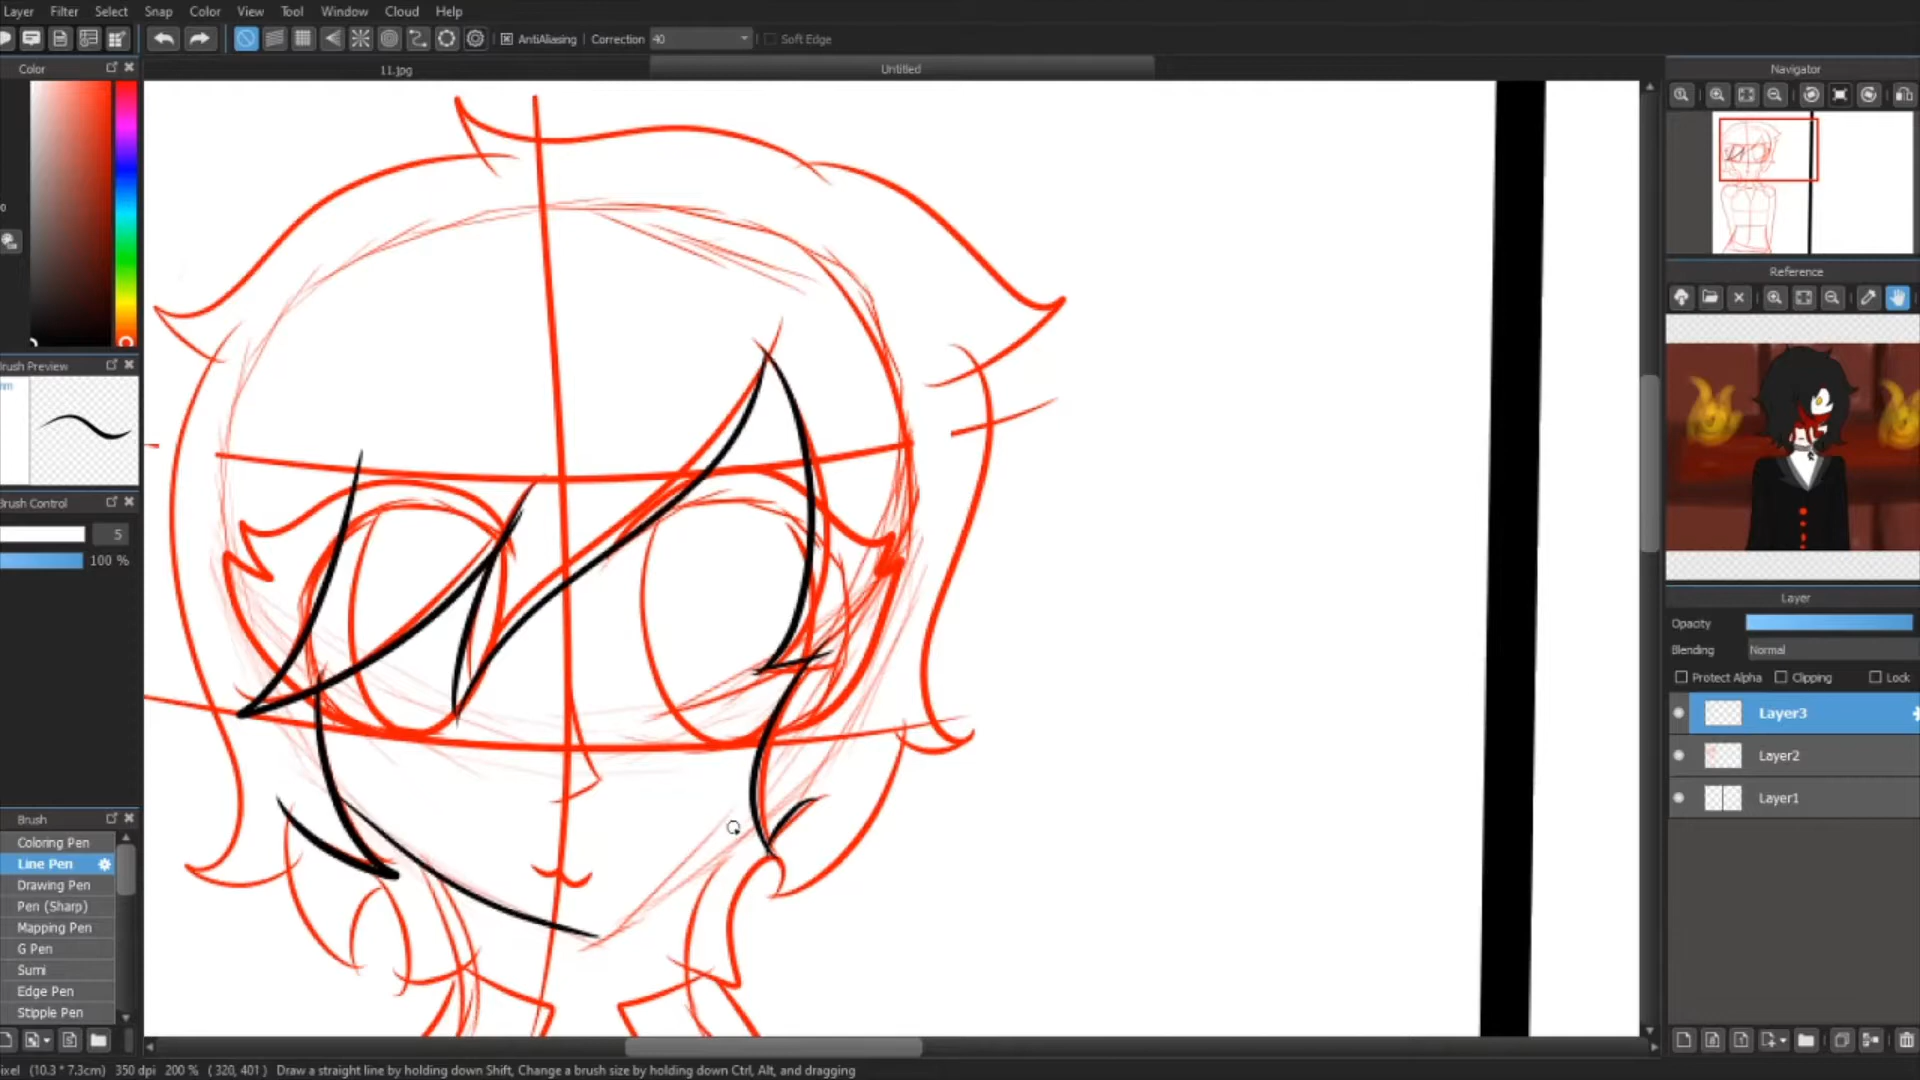 Layer Filter Select Snap Color View Tool Window Cloud Help
AntiAliasing Correction 40 Soft Edge
Color
11.jpg
Untitled
Navigator
0
Reference
Brush Preview
mm
Brush Control
5
100 %
Layer
Opacity
Blending Normal
Protect Alpha Clipping Lock
Layer3
Layer2
Layer1
Brush
Coloring Pen
Line Pen
Drawing Pen
Pen (Sharp)
Mapping Pen
G Pen
Sumi
Edge Pen
Stipple Pen
ixel (10.3 * 7.3cm) 350 dpi 200 % ( 320, 401 ) Draw a straight line by holding down Shift, Change a brush size by holding down Ctrl, Alt, and dragging